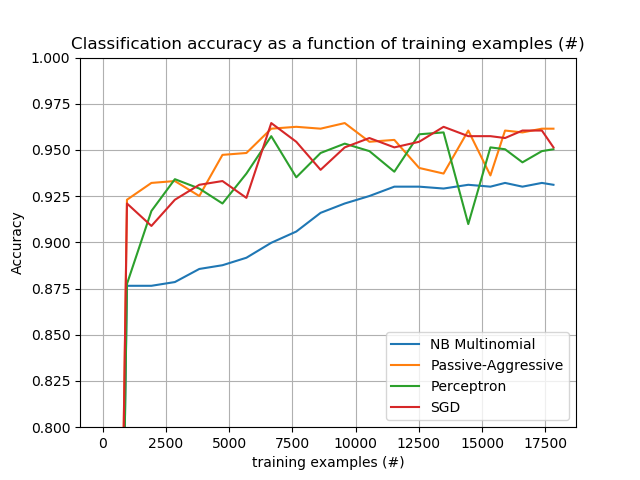 Classification accuracy as a function of training examples (#)
1.000
0.975
0.950
0.925
0.900
0.875
0.850
0.825
0.800
Accuracy
NB Multinomial
Passive-Aggressive
Perceptron
SGD
0 2500 5000 7500 10000 12500 15000 17500
training examples (#)